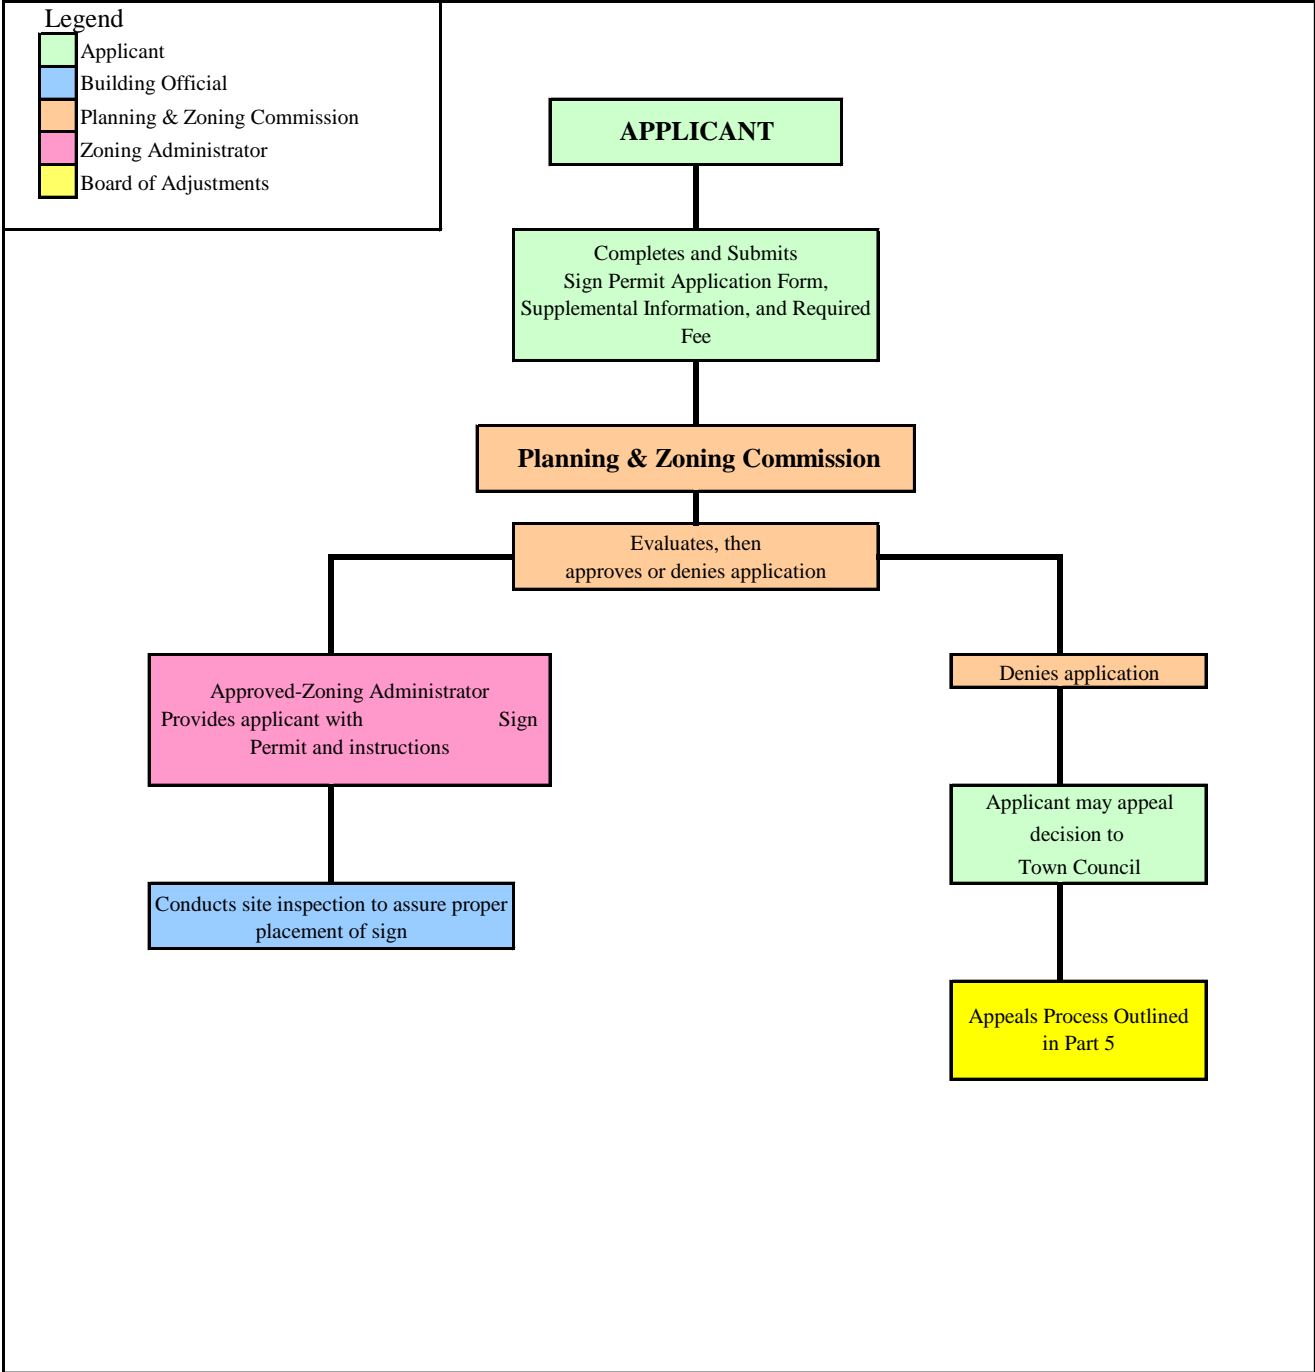 Legend
Applicant
Building Official
Planning & Zoning Commission
Zoning Administrator
Board of Adjustments
APPLICANT
Completes and Submits
Sign Permit Application Form,
Supplemental Information, and Required
Fee
Planning & Zoning Commission
Evaluates, then
approves or denies application
Approved-Zoning Administrator
Provides applicant with Sign
Permit and instructions
Conducts site inspection to assure proper
placement of sign
Denies application
Applicant may appeal
decision to
Town Council
Appeals Process Outlined
in Part 5